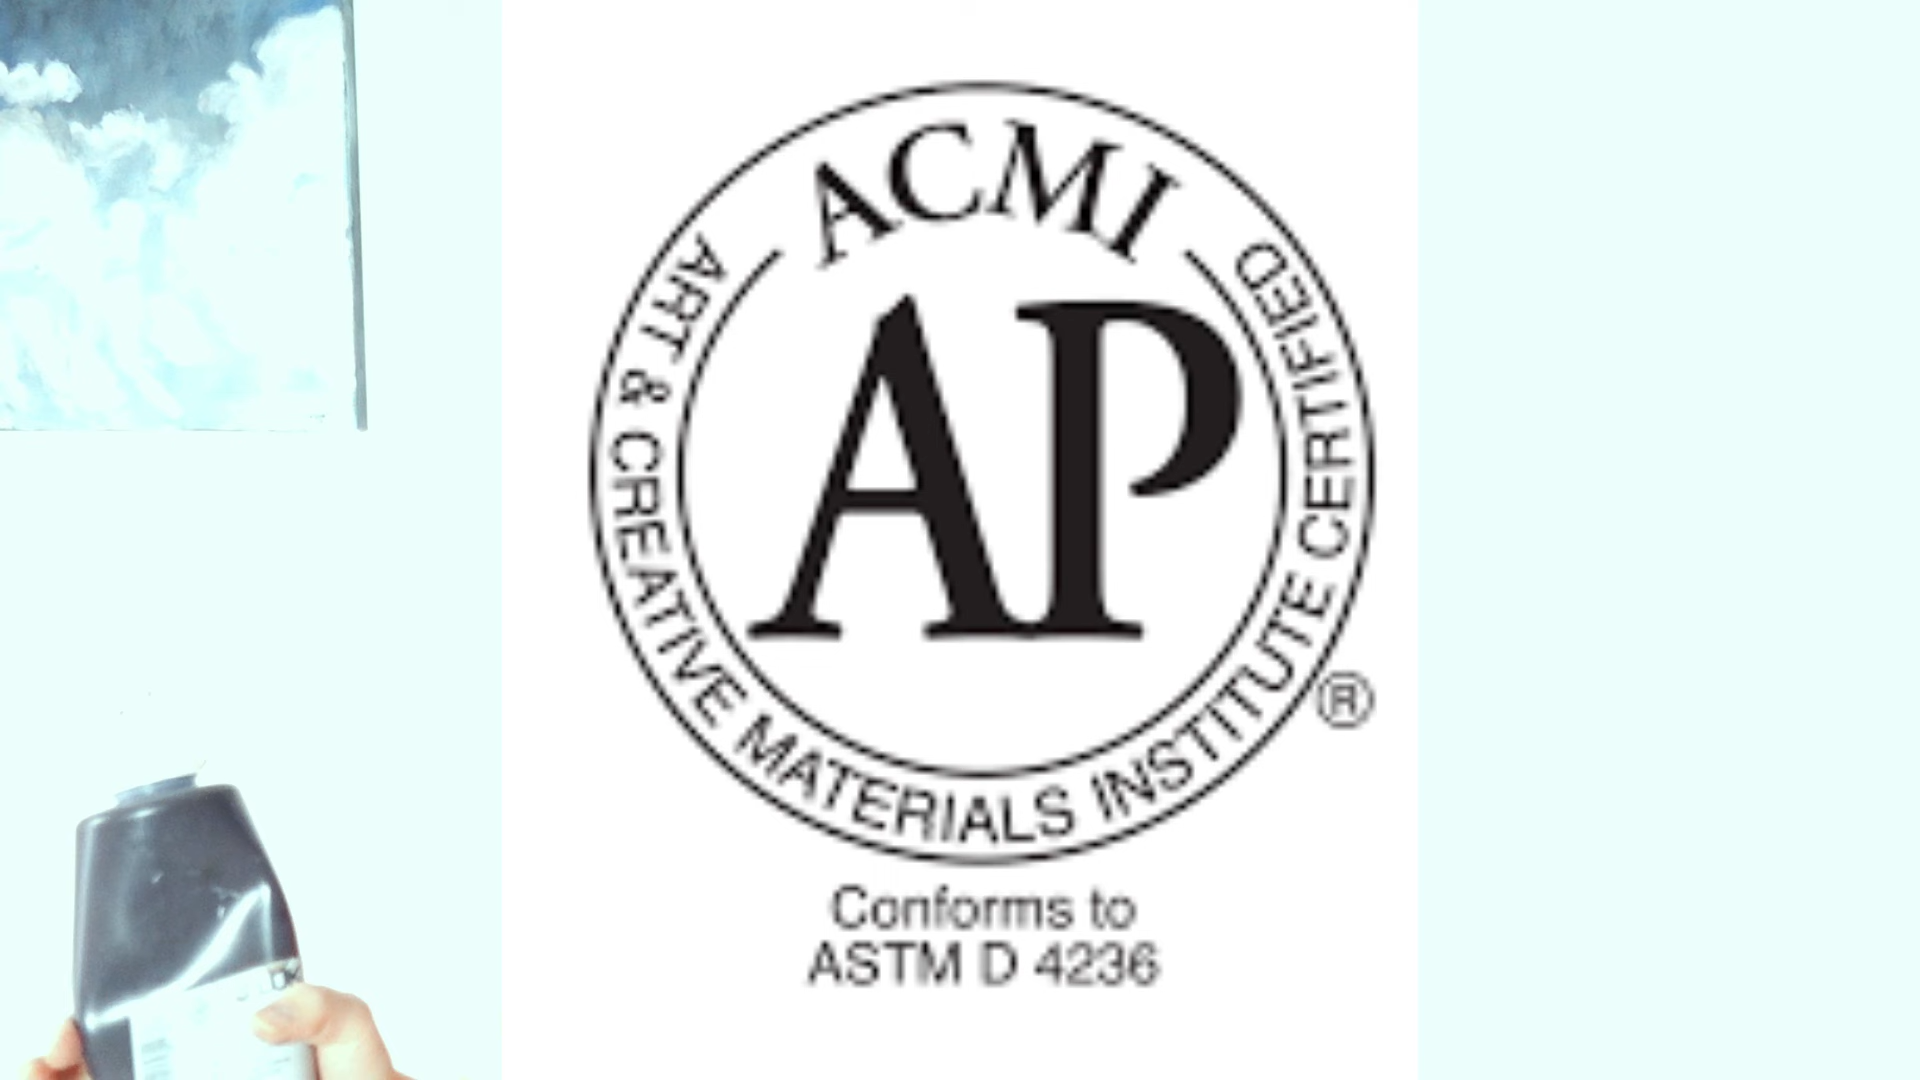 ACMI
ART & CREATIVE MATERIALS INSTITUTE CERTIFIED
AP
®
Conforms to
ASTM D 4236